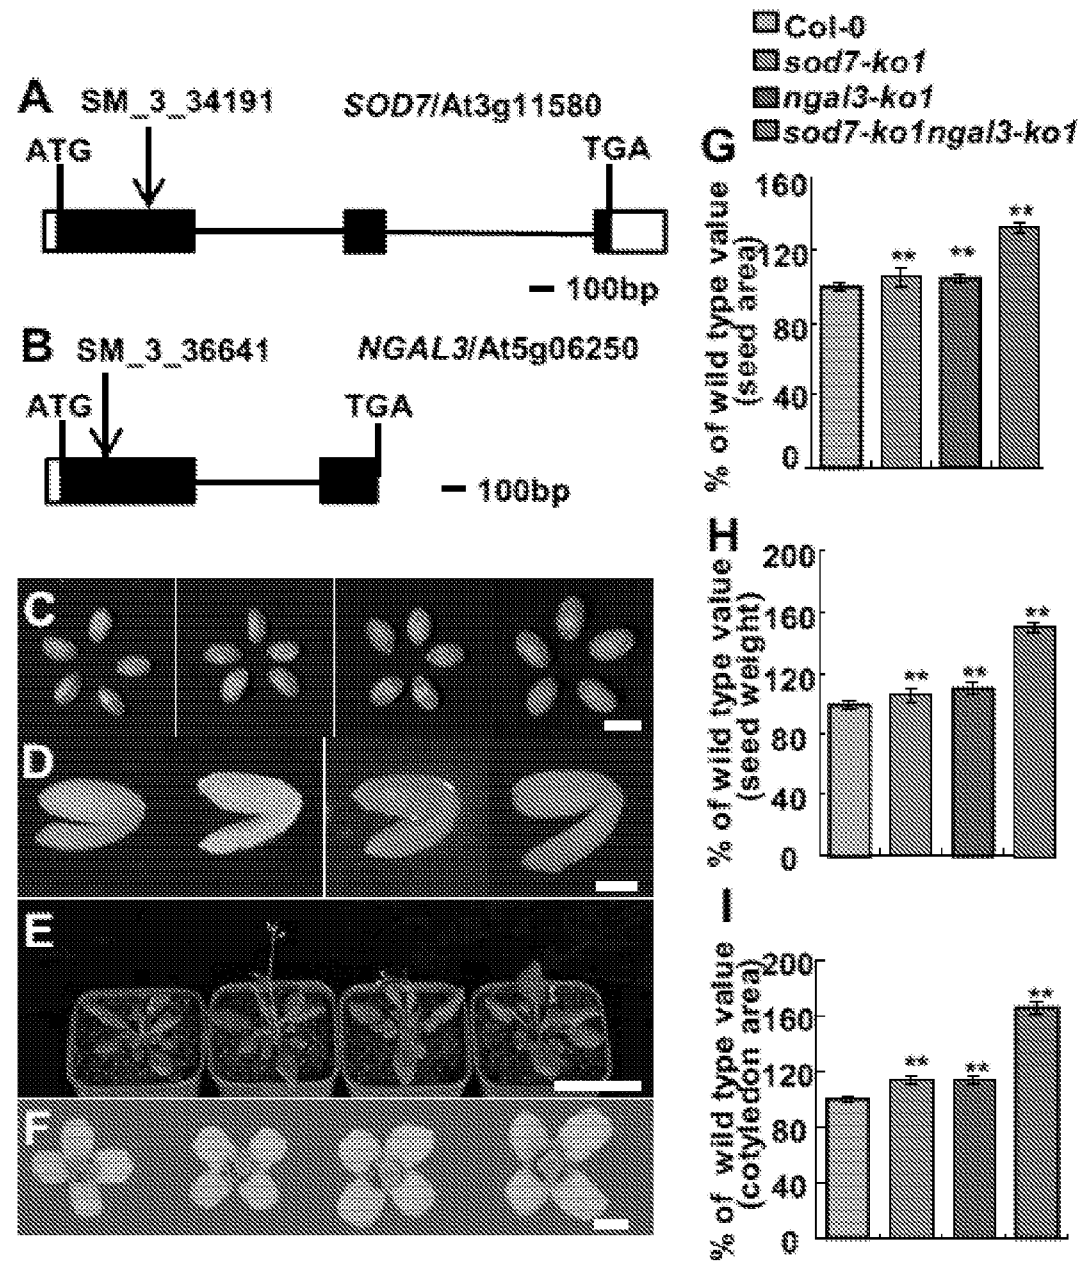 A
SM_3_34191
SOD7/At3g11580
ATG
TGA
100bp
B
SM_3_36641
NGAL3/At5g06250
ATG
TGA
100bp
C
D
E
F
Col-0
sod7-ko1
ngal3-ko1
sod7-ko1ngal3-ko1
G
% of wild type value
(seed area)
160
120
80
40
0
**
**
**
H
% of wild type value
(seed weight)
200
160
120
80
40
0
**
**
**
I
% of wild type value
(cotyledon area)
200
160
120
80
40
0
**
**
**